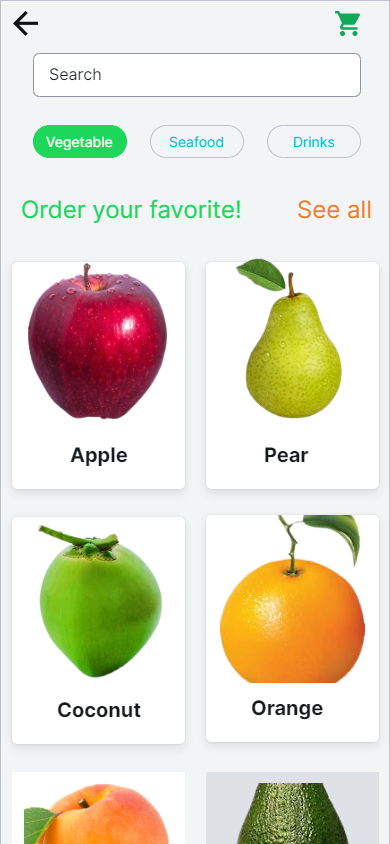 Search
Vegetable Seafood Drinks
Order your favorite! See all
Apple Pear
Coconut Orange